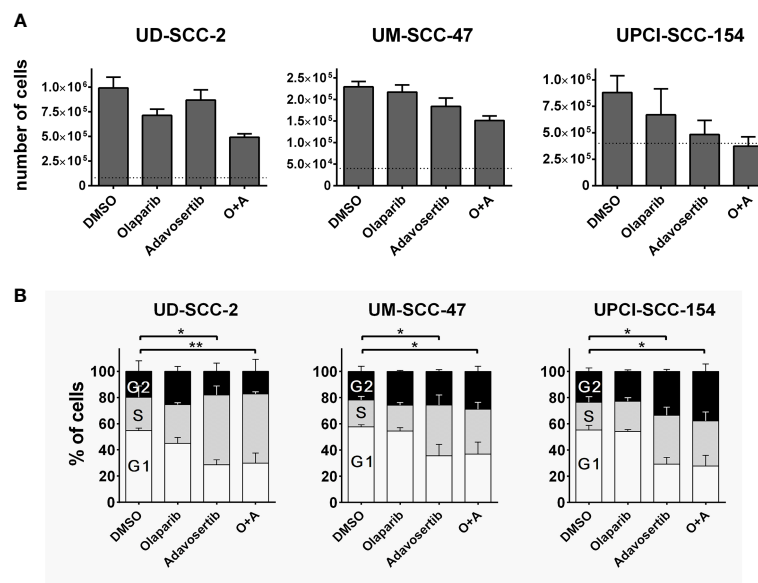 A
UD-SCC-2
UM-SCC-47
UPCI-SCC-154
number of cells
1.0×10⁶
7.5×10⁵
5.0×10⁵
2.5×10⁵
0
DMSO
Olaparib
Adavosertib
O+A
2.5×10⁵
2.0×10⁵
1.5×10⁵
1.0×10⁵
5.0×10⁴
0
DMSO
Olaparib
Adavosertib
O+A
1.0×10⁶
7.5×10⁵
5.0×10⁵
2.5×10⁵
0
DMSO
Olaparib
Adavosertib
O+A
B
UD-SCC-2
UM-SCC-47
UPCI-SCC-154
% of cells
*
**
100
80
60
40
20
0
G2
S
G1
DMSO
Olaparib
Adavosertib
O+A
*
*
100
80
60
40
20
0
G2
S
G1
DMSO
Olaparib
Adavosertib
O+A
*
*
100
80
60
40
20
0
G2
S
G1
DMSO
Olaparib
Adavosertib
O+A